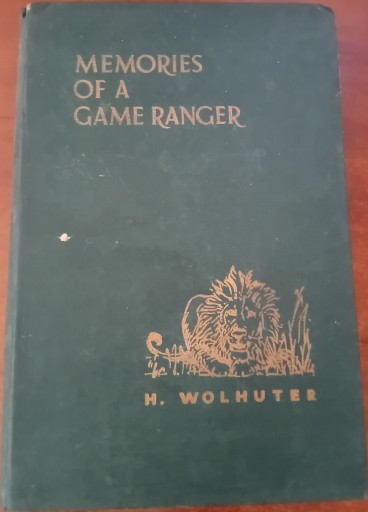 MEMORIES
OF A
GAME RANGER
H. WOLHUTER